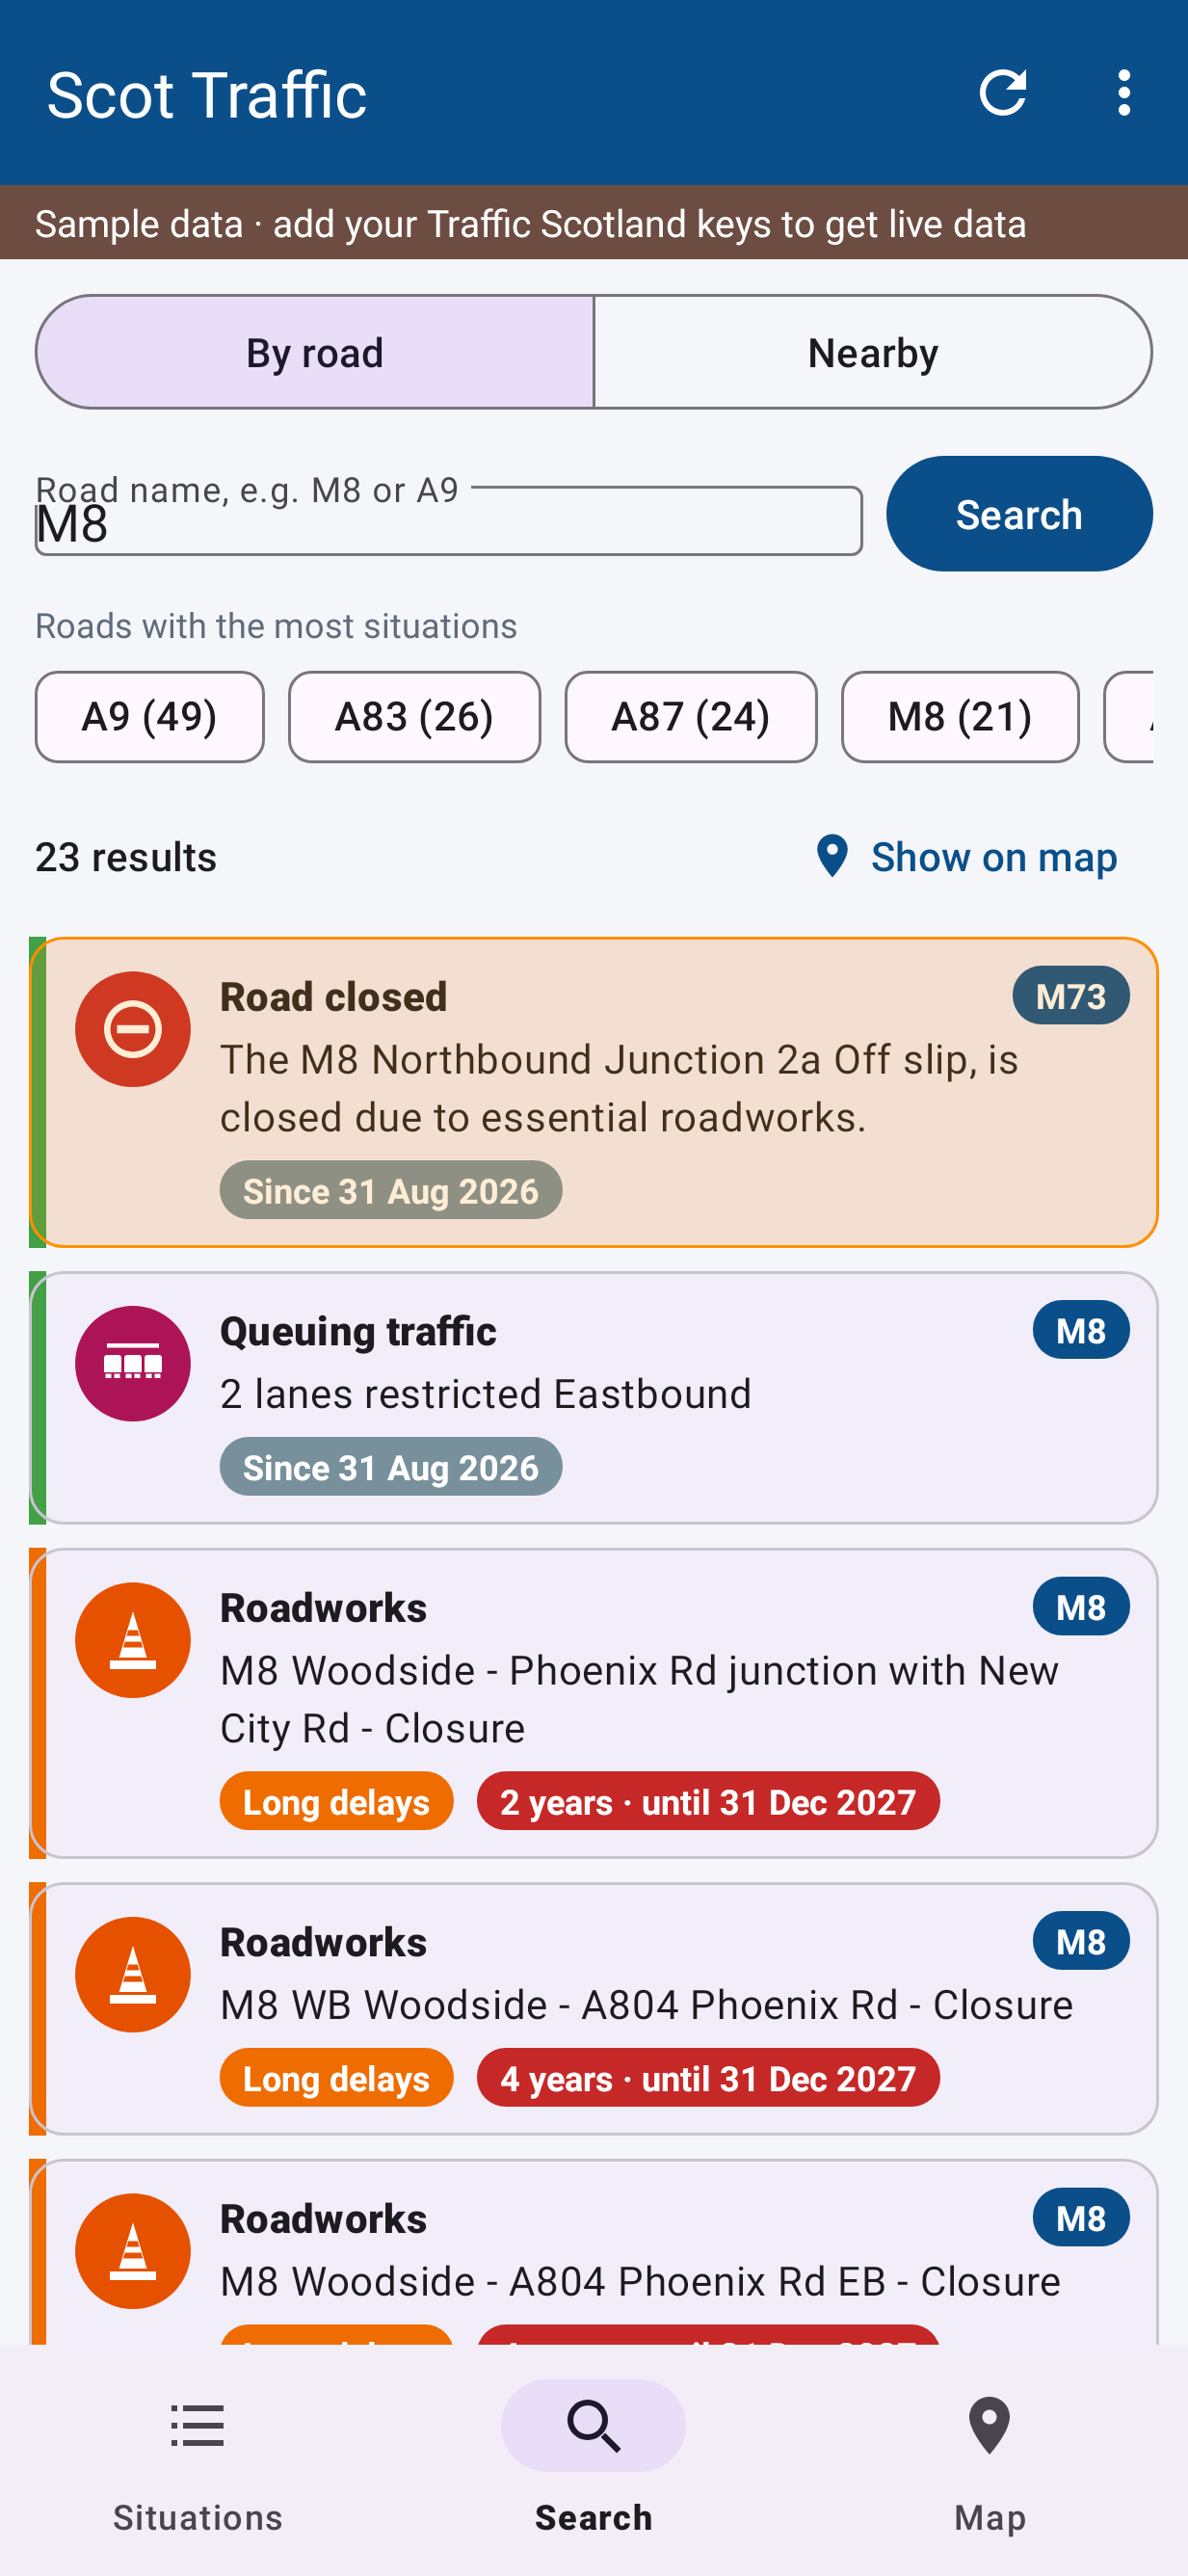 Scot Traffic
Sample data · add your Traffic Scotland keys to get live data
By road
Nearby
Road name, e.g. M8 or A9
M8
Search
Roads with the most situations
A9 (49)
A83 (26)
A87 (24)
M8 (21)
23 results
Show on map
Road closed
M73
The M8 Northbound Junction 2a Off slip, is
closed due to essential roadworks.
Since 31 Aug 2026
Queuing traffic
M8
2 lanes restricted Eastbound
Since 31 Aug 2026
Roadworks
M8
M8 Woodside - Phoenix Rd junction with New
City Rd - Closure
Long delays
2 years · until 31 Dec 2027
Roadworks
M8
M8 WB Woodside - A804 Phoenix Rd - Closure
Long delays
4 years · until 31 Dec 2027
Roadworks
M8
M8 Woodside - A804 Phoenix Rd EB - Closure
Situations
Search
Map